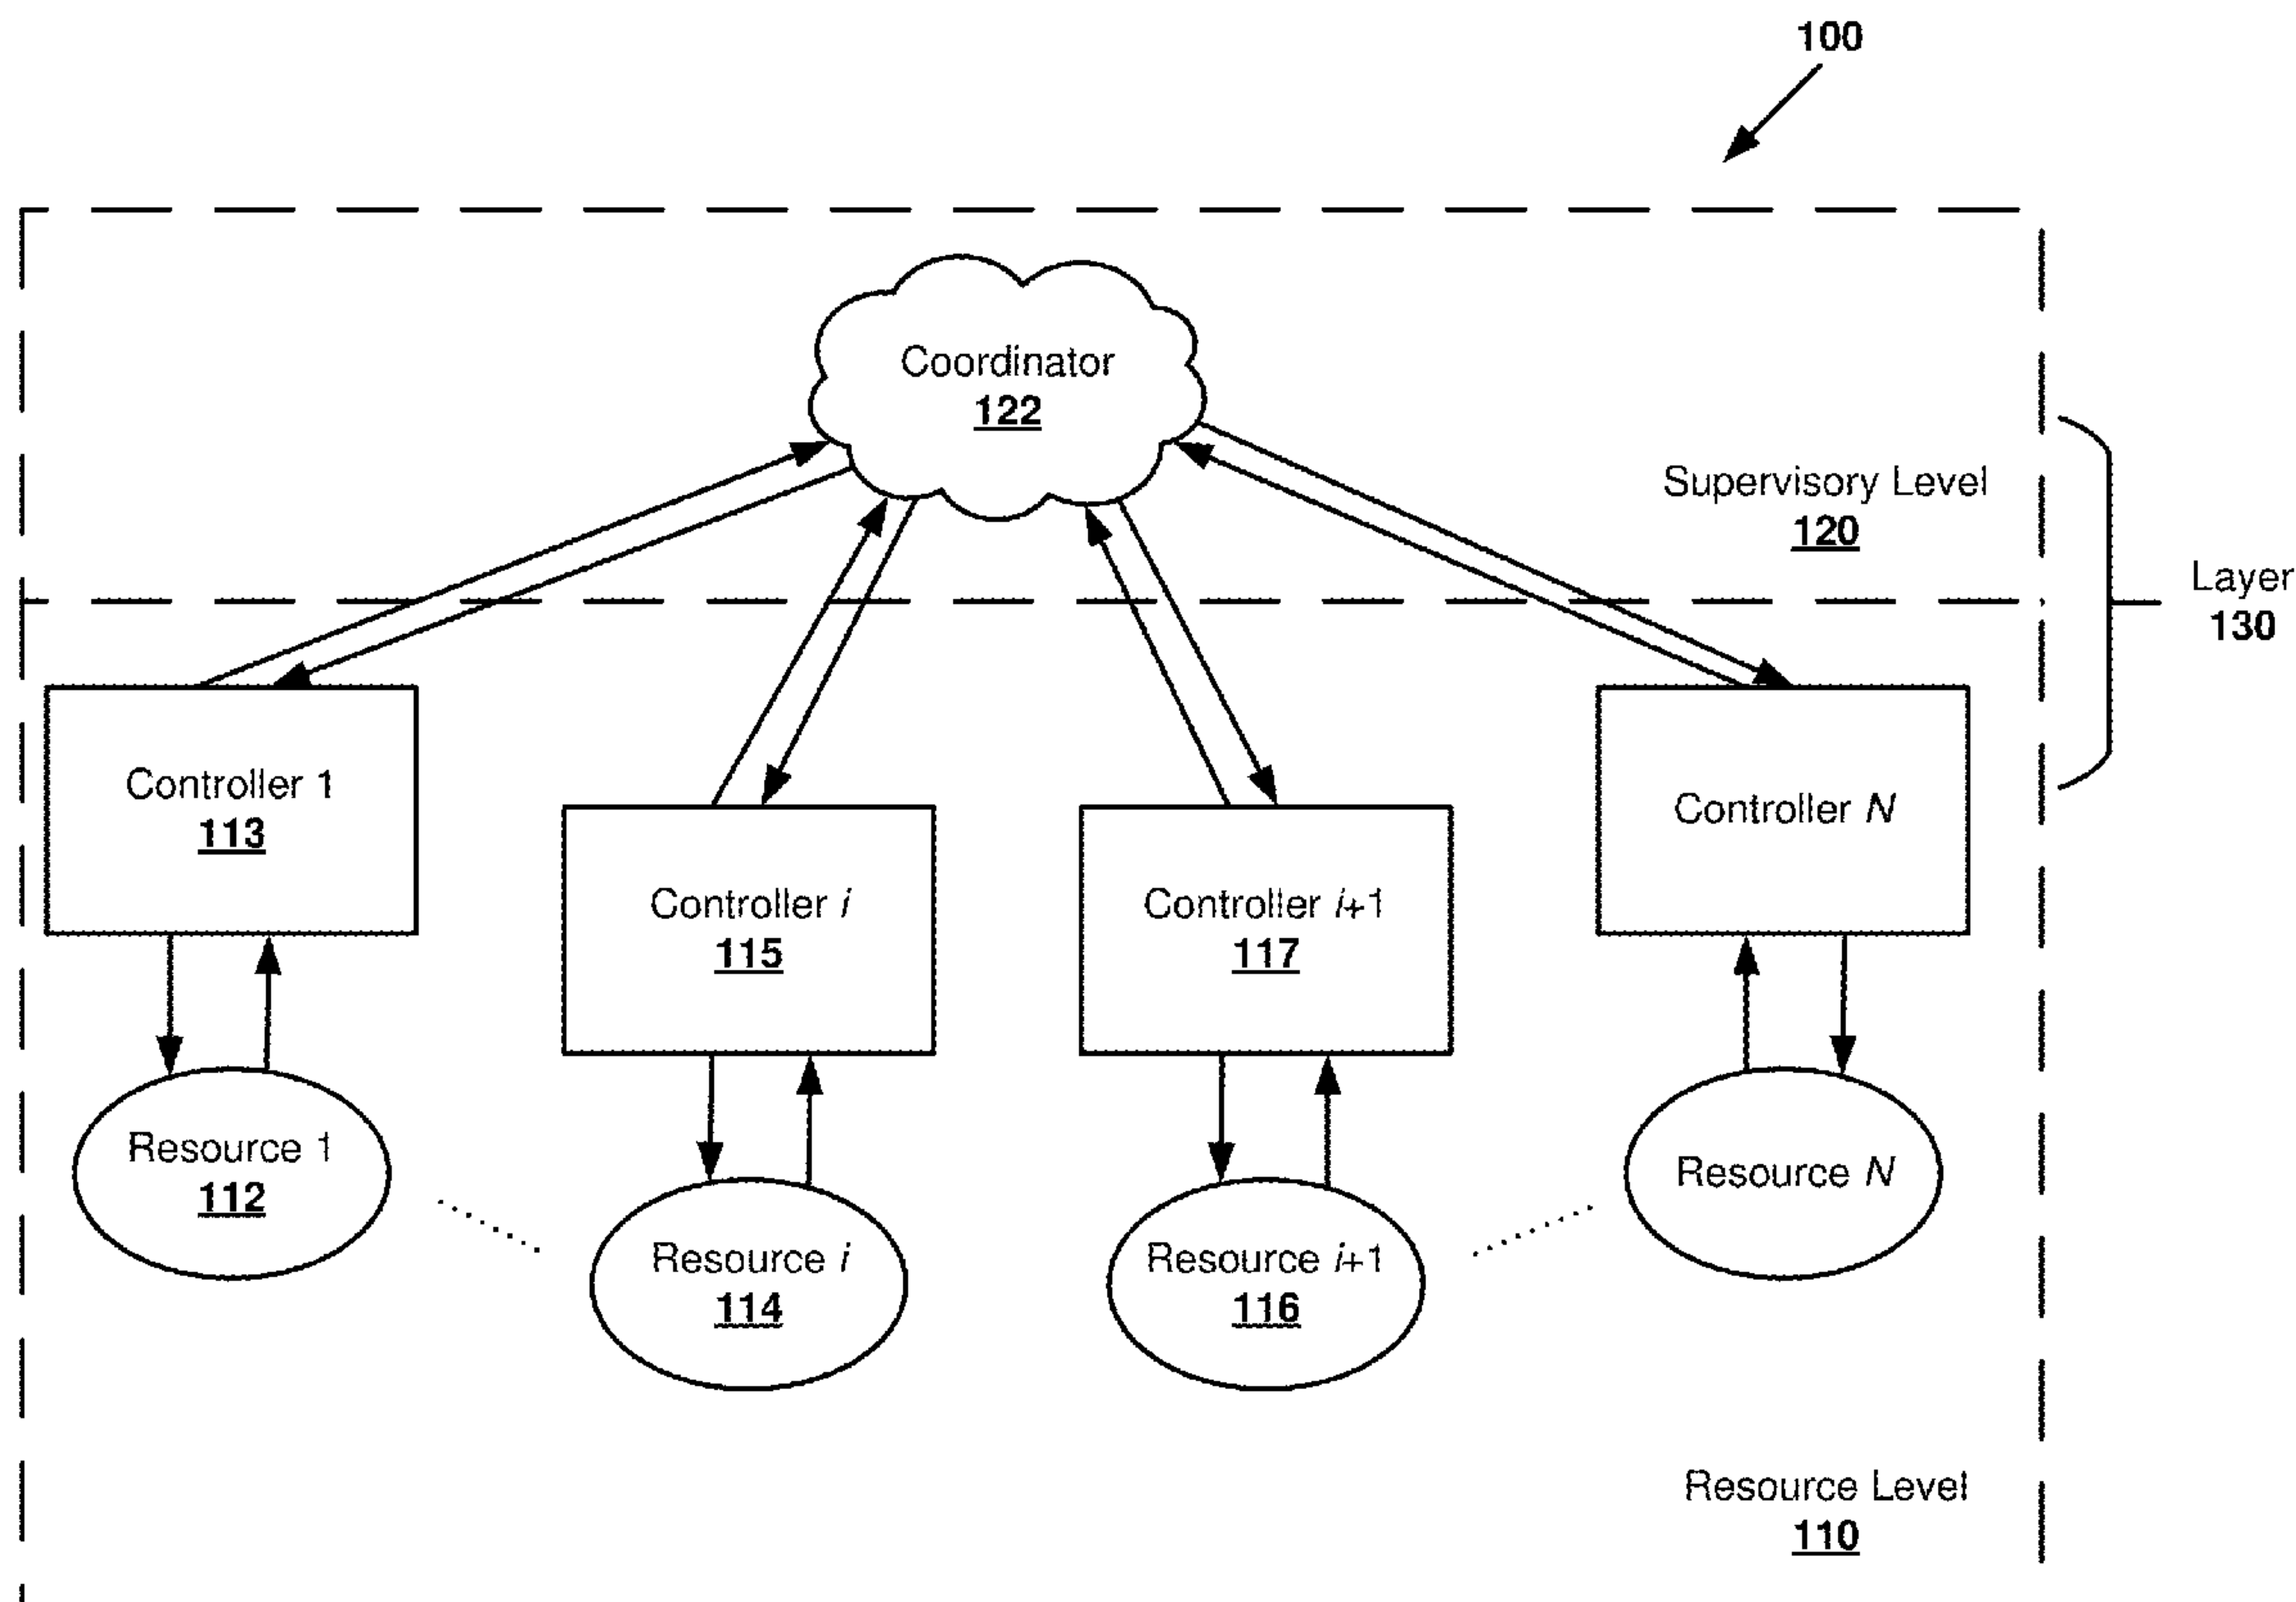 100
Coordinator
122
Supervisory Level
120
Layer
130
Controller 1
113
Controller N
Controller i
115
Controller i+1
117
Resource 1
112
Resource N
Resource i
114
Resource i+1
116
Resource Level
110